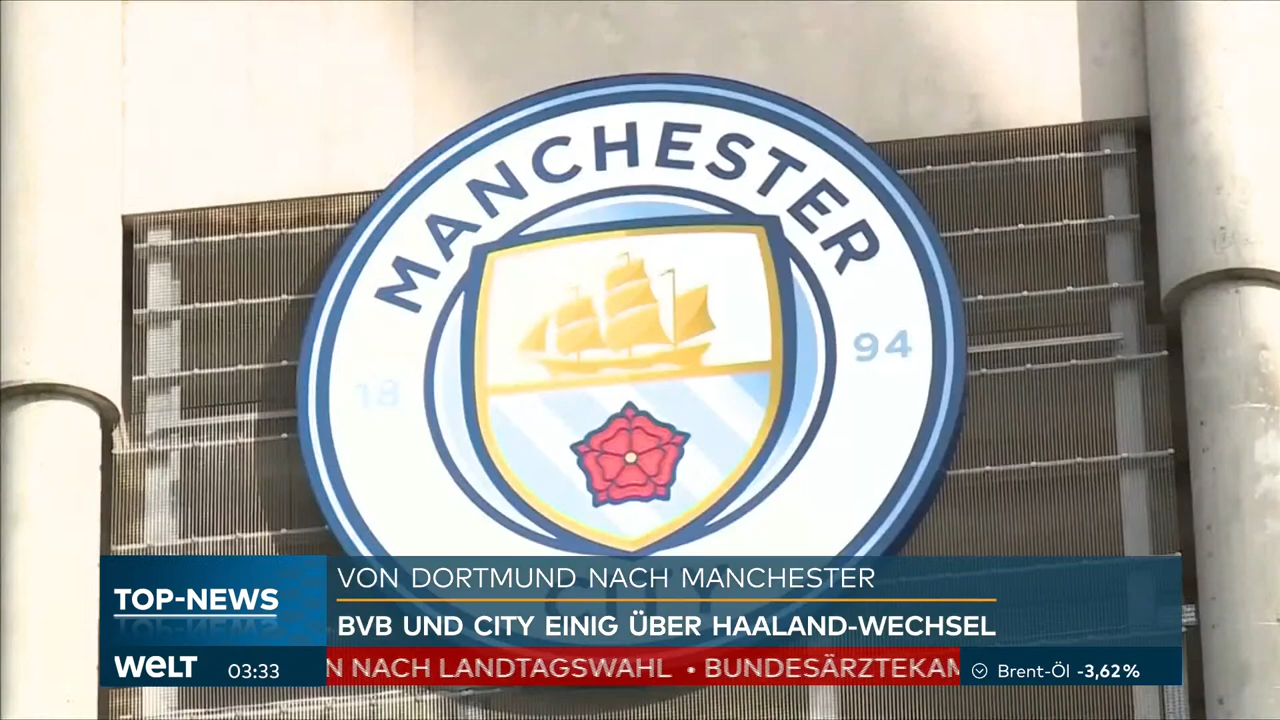 MANCHESTER
18 94
CITY
VON DORTMUND NACH MANCHESTER
TOP-NEWS
BVB UND CITY EINIG ÜBER HAALAND-WECHSEL
welt 03:33 N NACH LANDTAGSWAHL • BUNDESÄRZTEKAM Brent-Öl -3,62%